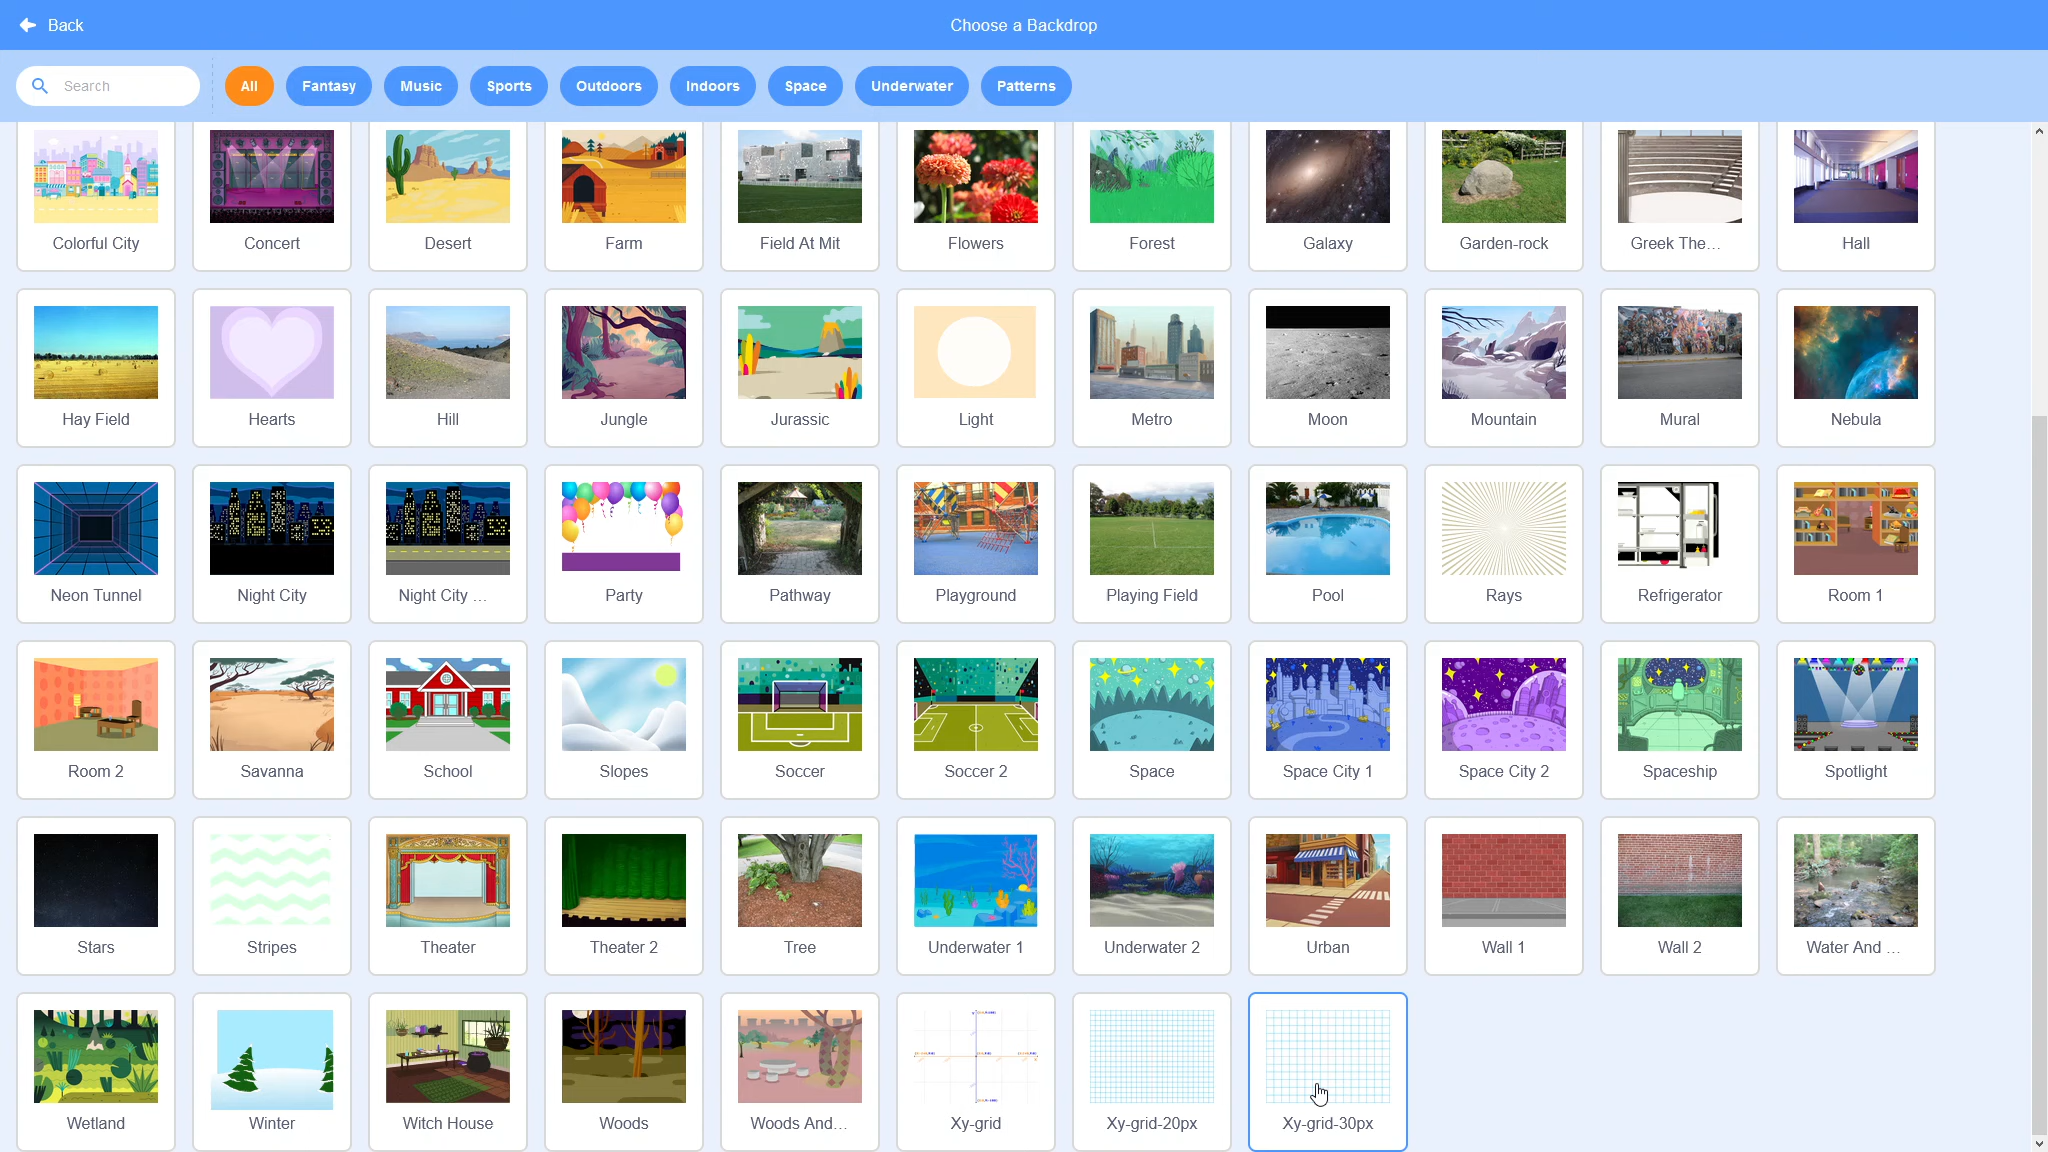 Back
Choose a Backdrop
Search
All
Fantasy
Music
Sports
Outdoors
Indoors
Space
Underwater
Patterns
Colorful City
Concert
Desert
Farm
Field At Mit
Flowers
Forest
Galaxy
Garden-rock
Greek The...
Hall
Hay Field
Hearts
Hill
Jungle
Jurassic
Light
Metro
Moon
Mountain
Mural
Nebula
Neon Tunnel
Night City
Night City ...
Party
Pathway
Playground
Playing Field
Pool
Rays
Refrigerator
Room 1
Room 2
Savanna
School
Slopes
Soccer
Soccer 2
Space
Space City 1
Space City 2
Spaceship
Spotlight
Stars
Stripes
Theater
Theater 2
Tree
Underwater 1
Underwater 2
Urban
Wall 1
Wall 2
Water And ...
Wetland
Winter
Witch House
Woods
Woods And...
Xy-grid
Xy-grid-20px
Xy-grid-30px